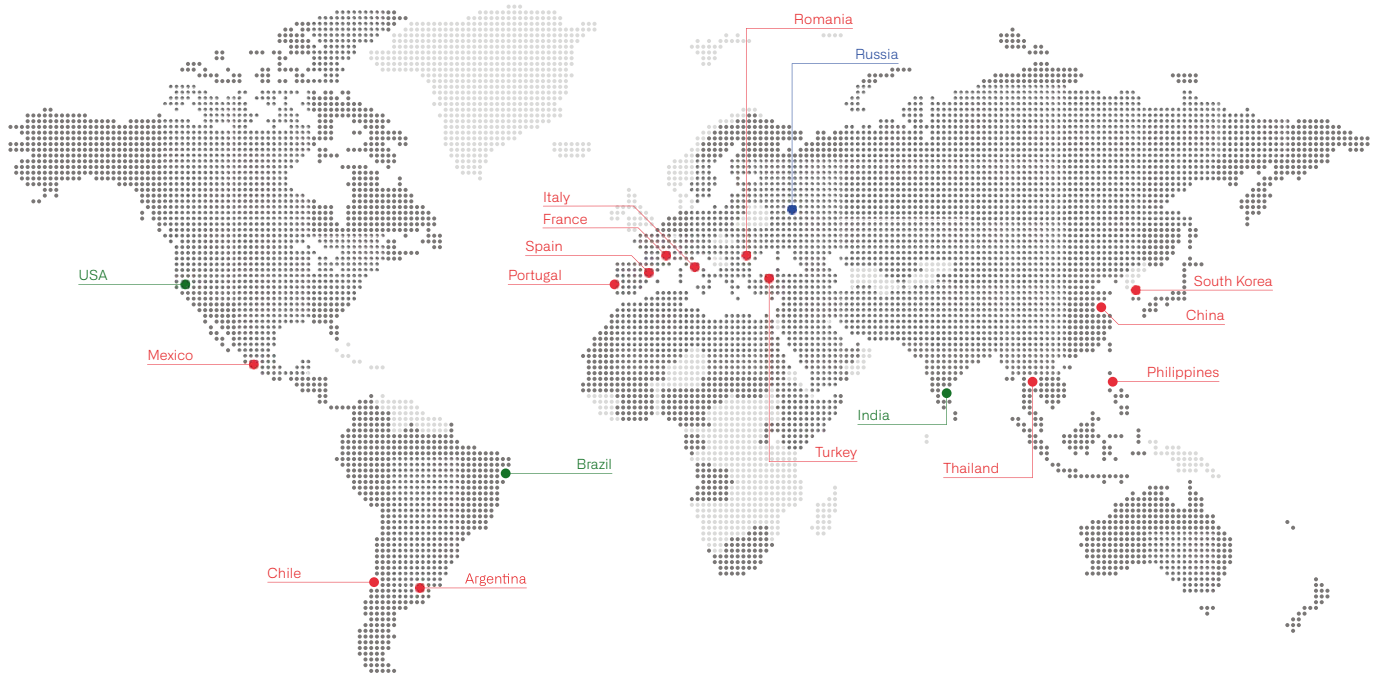 Romania
Russia
Italy
France
Spain
Portugal
USA
South Korea
China
Mexico
Philippines
India
Turkey
Brazil
Thailand
Chile
Argentina